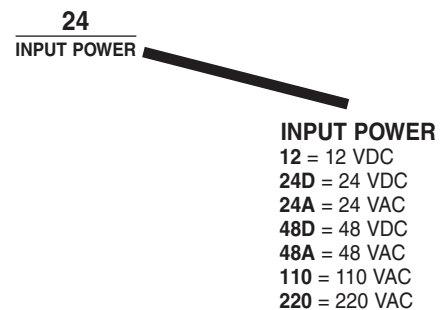 24
INPUT POWER
INPUT POWER
12 = 12 VDC
24D = 24 VDC
24A = 24 VAC
48D = 48 VDC
48A = 48 VAC
110 = 110 VAC
220 = 220 VAC